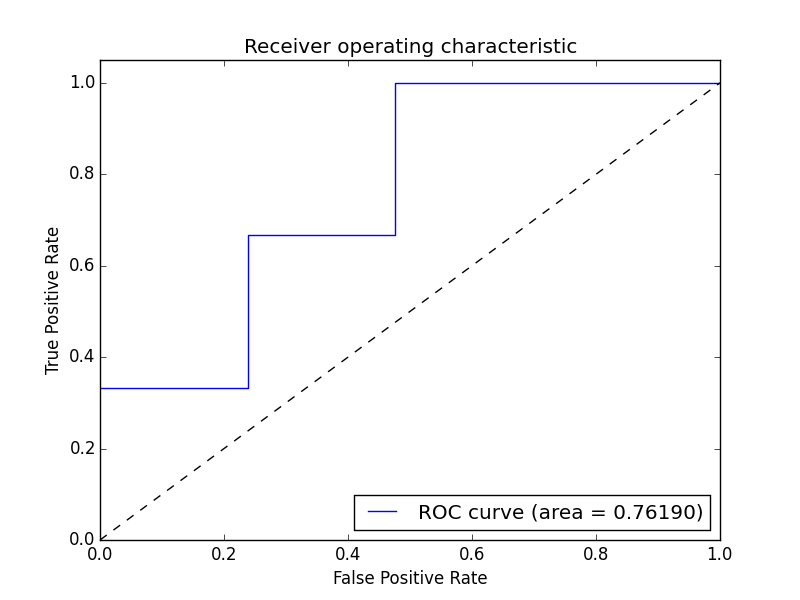 Receiver operating characteristic
1.0
0.8
0.6
0.4
0.2
0.0
True Positive Rate
ROC curve (area = 0.76190)
0.0 0.2 0.4 0.6 0.8 1.0
False Positive Rate